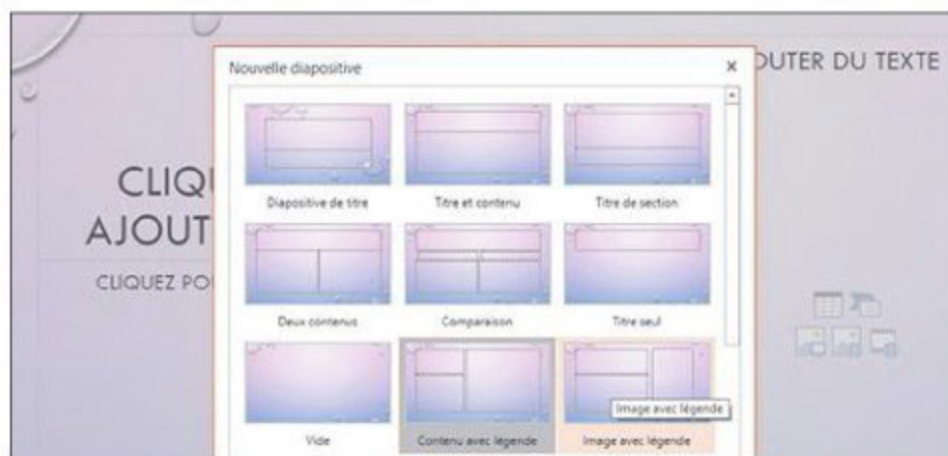 Nouvelle diapositive
OUTER DU TEXTE
Diapositive de titre
Titre et contenu
Titre de section
CLIQU
AJOUT
CLIQUEZ PO
Deux contenus
Comparaison
Titre seul
Image avec légende
Vide
Contenu avec légende
Image avec légende